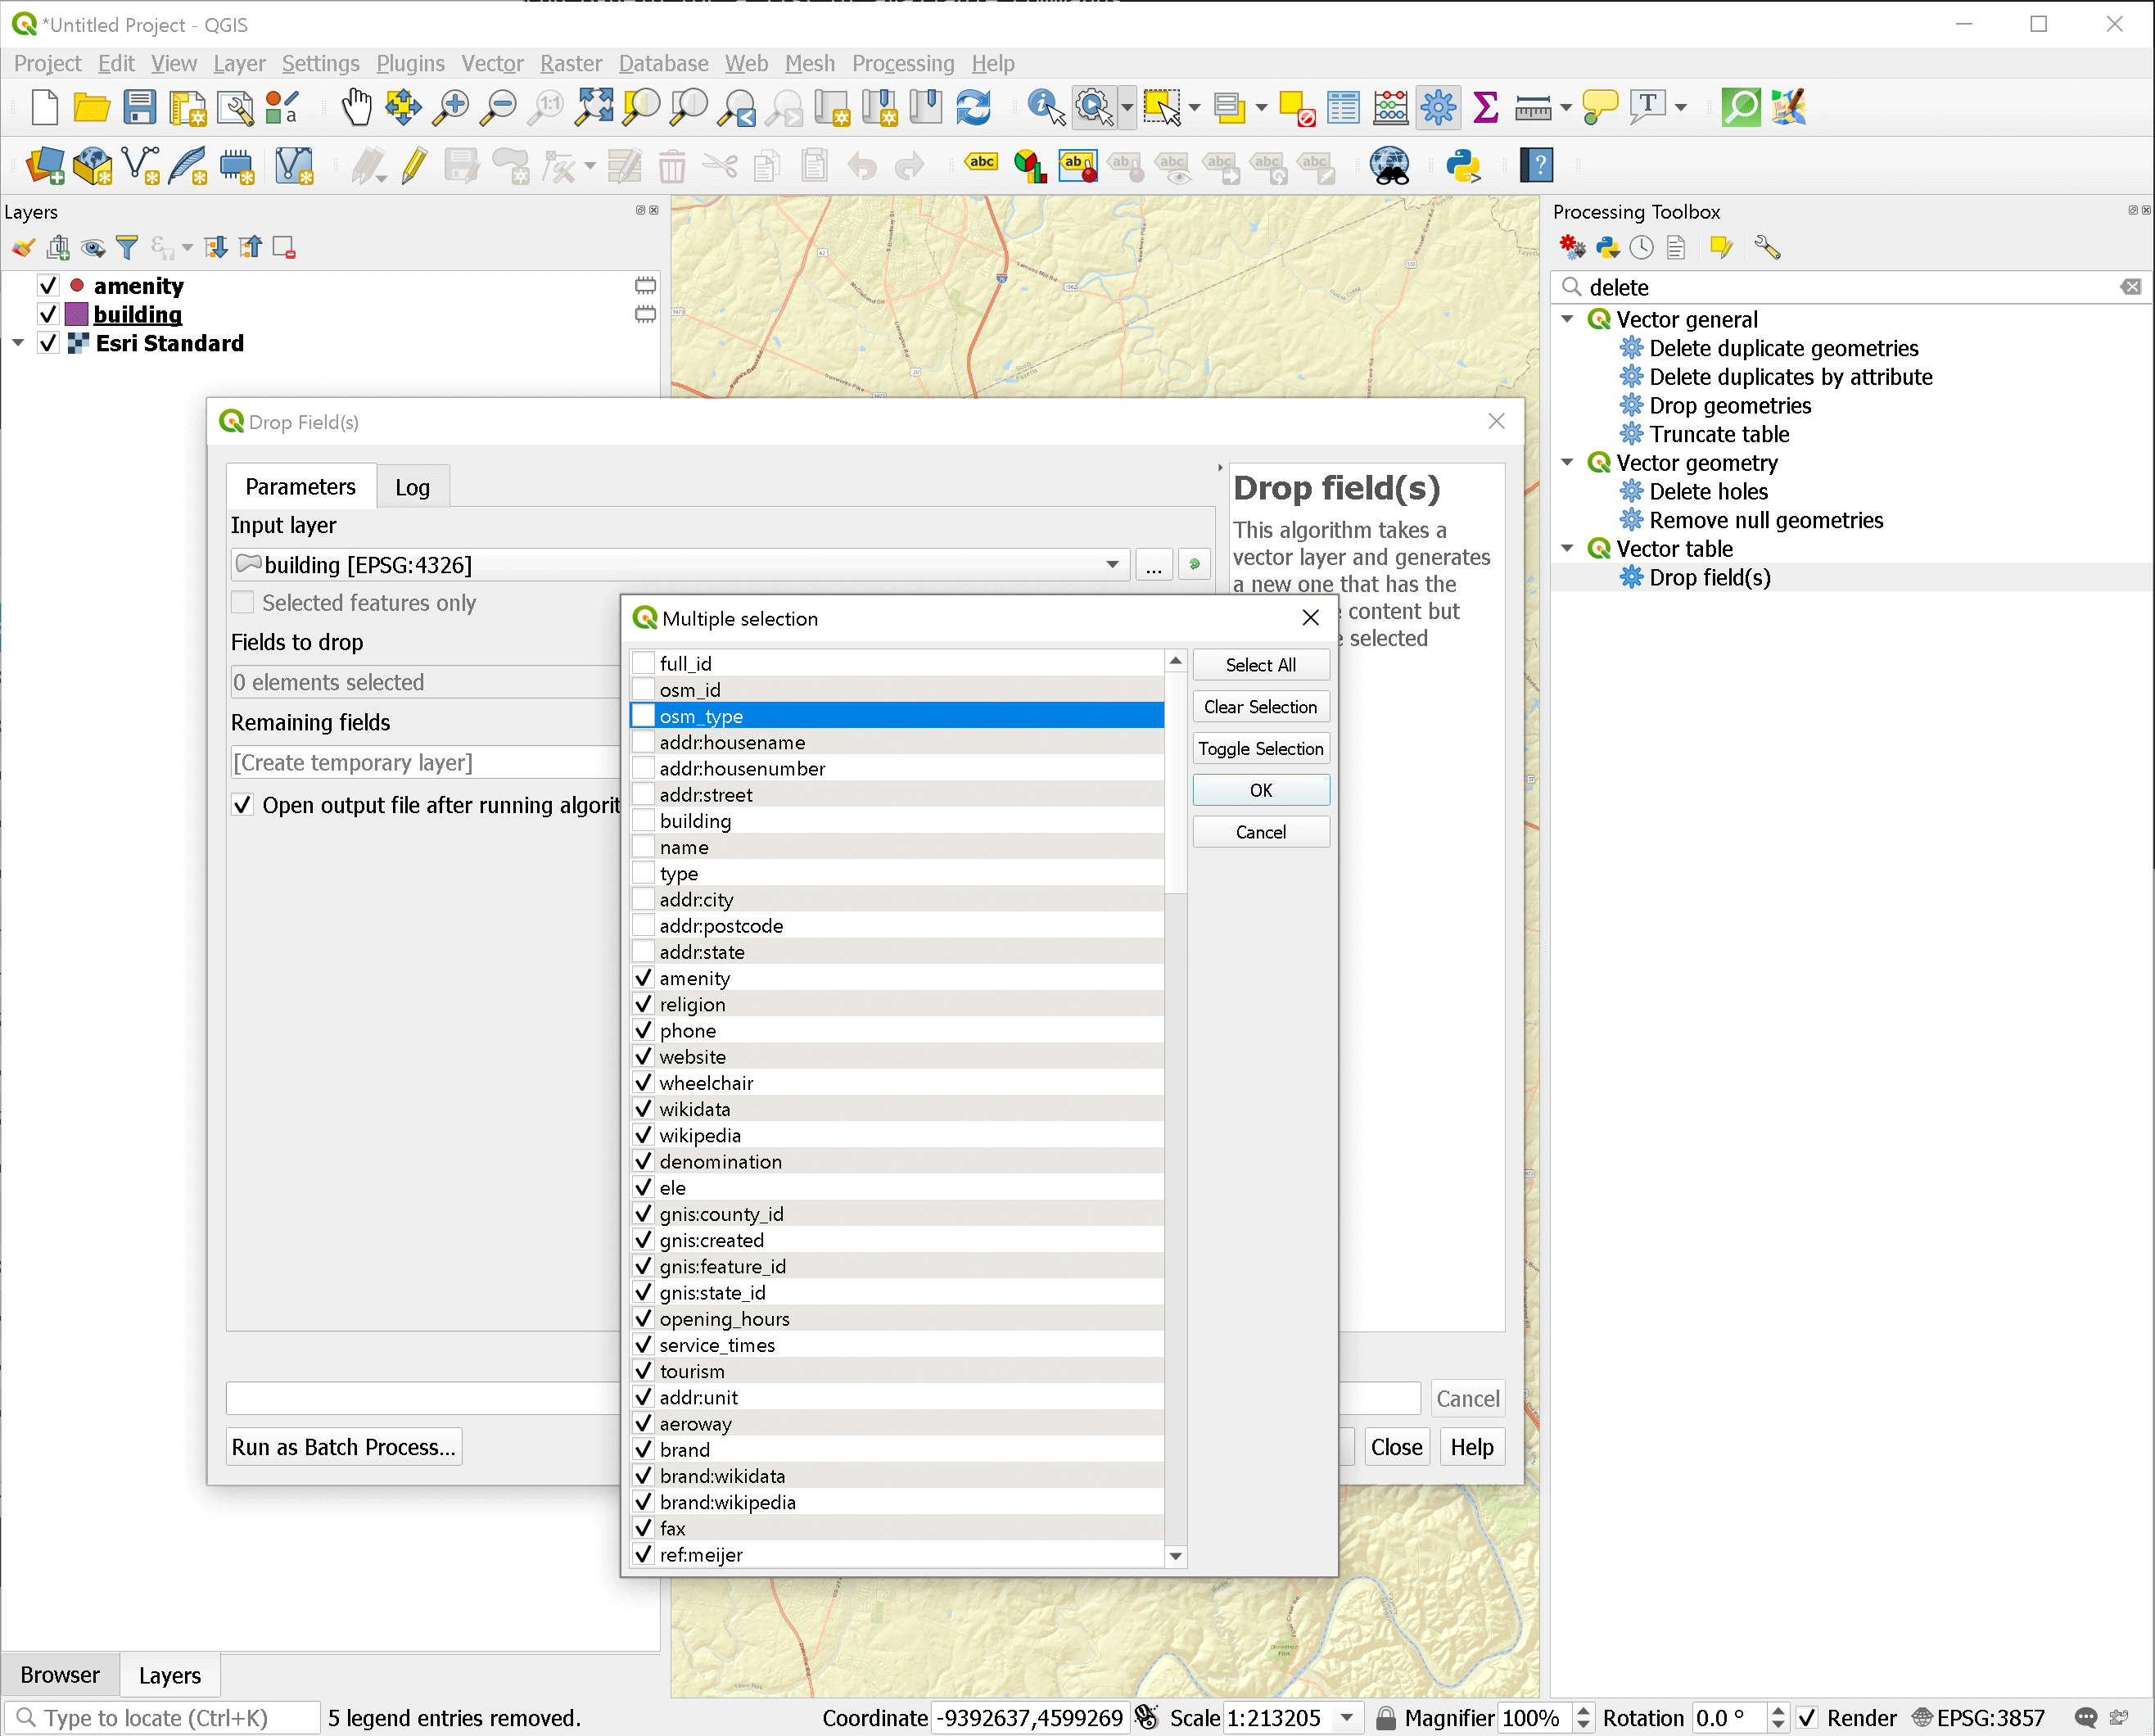 *Untitled Project - QGIS
Project Edit View Layer Settings Plugins Vector Raster Database Web Mesh Processing Help
Layers
amenity
building
Esri Standard
Drop Field(s)
Parameters
Log
Input layer
building [EPSG:4326]
...
Selected features only
Fields to drop
0 elements selected
Remaining fields
[Create temporary layer]
Open output file after running algorit
Run as Batch Process...
Drop field(s)
This algorithm takes a
vector layer and generates
a new one that has the
content but
selected
Cancel
Close
Help
Multiple selection
full_id
osm_id
osm_type
addr:housename
addr:housenumber
addr:street
building
name
type
addr:city
addr:postcode
addr:state
amenity
religion
phone
website
wheelchair
wikidata
wikipedia
denomination
ele
gnis:county_id
gnis:created
gnis:feature_id
gnis:state_id
opening_hours
service_times
tourism
addr:unit
aeroway
brand
brand:wikidata
brand:wikipedia
fax
ref:meijer
Select All
Clear Selection
Toggle Selection
OK
Cancel
Processing Toolbox
delete
Vector general
Delete duplicate geometries
Delete duplicates by attribute
Drop geometries
Truncate table
Vector geometry
Delete holes
Remove null geometries
Vector table
Drop field(s)
Browser
Layers
Type to locate (Ctrl+K)
5 legend entries removed.
Coordinate -9392637,4599269
Scale 1:213205
Magnifier 100%
Rotation 0.0 °
Render
EPSG:3857